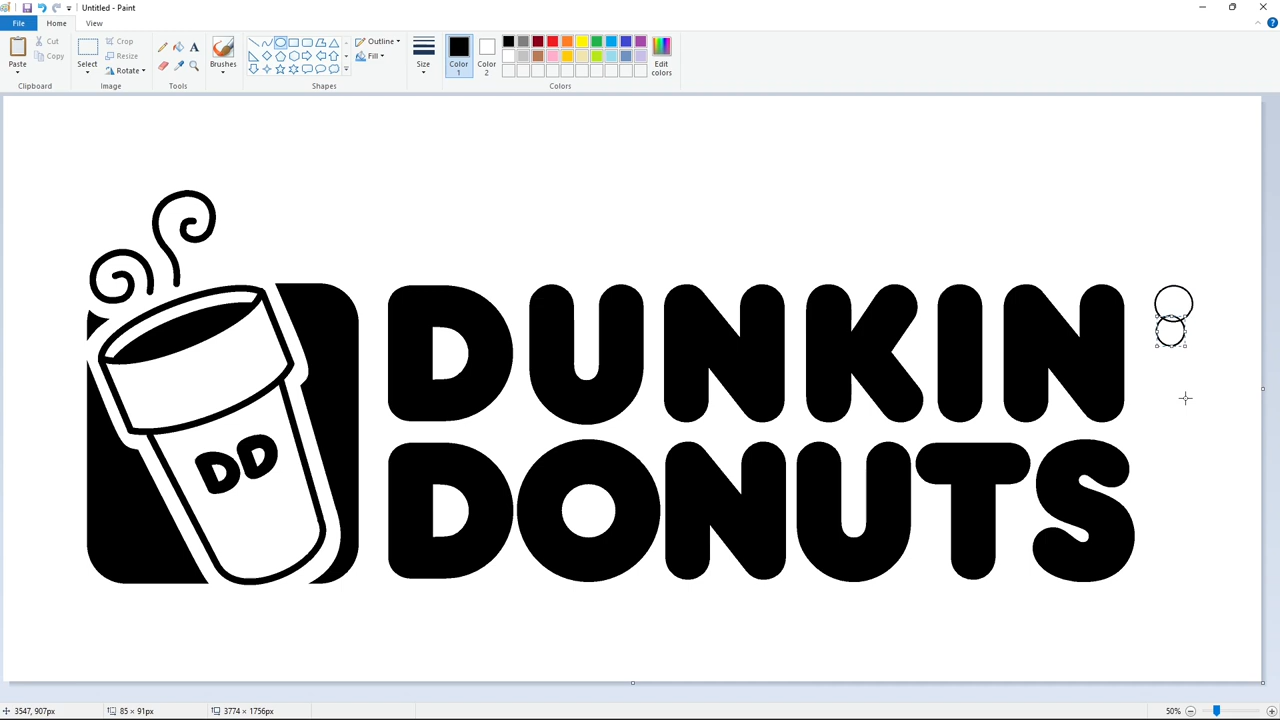 Untitled - Paint
File
Home
View
Paste
Cut
Copy
Clipboard
Select
Crop
Resize
Rotate
Image
A
Tools
Brushes
Shapes
Outline
Fill
Size
Color 1
Color 2
Edit colors
Colors
DD
DUNKIN
DONUTS
3547, 907px
85 × 91px
3774 × 1756px
50%